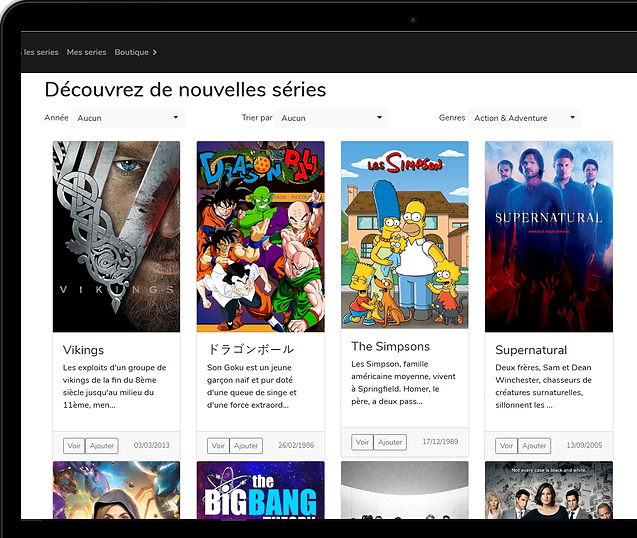 les series Mes series Boutique
Découvrez de nouvelles séries
Année Aucun Trier par Aucun Genres Action & Adventure
VIKINGS
DRAGON BALL
LES SIMPSON
SUPERNATURAL
Vikings
Les exploits d'un groupe de
vikings de la fin du 8ème
siècle jusqu'au milieu du
11ème, men...
Voir Ajouter 03/03/2013
ドラゴンボール
Son Goku est un jeune
garçon naïf et pur doté
d'une queue de singe et
d'une force extraord...
Voir Ajouter 26/02/1986
The Simpsons
Les Simpson, famille
américaine moyenne, vivent
à Springfield. Homer, le
père, a deux pass...
Voir Ajouter 17/12/1989
Supernatural
Deux frères, Sam et Dean
Winchester, chasseurs de
créatures surnaturelles,
sillonnent les ...
Voir Ajouter 13/09/2005
the
BIG BANG
THEORY
Not every case is black and white.